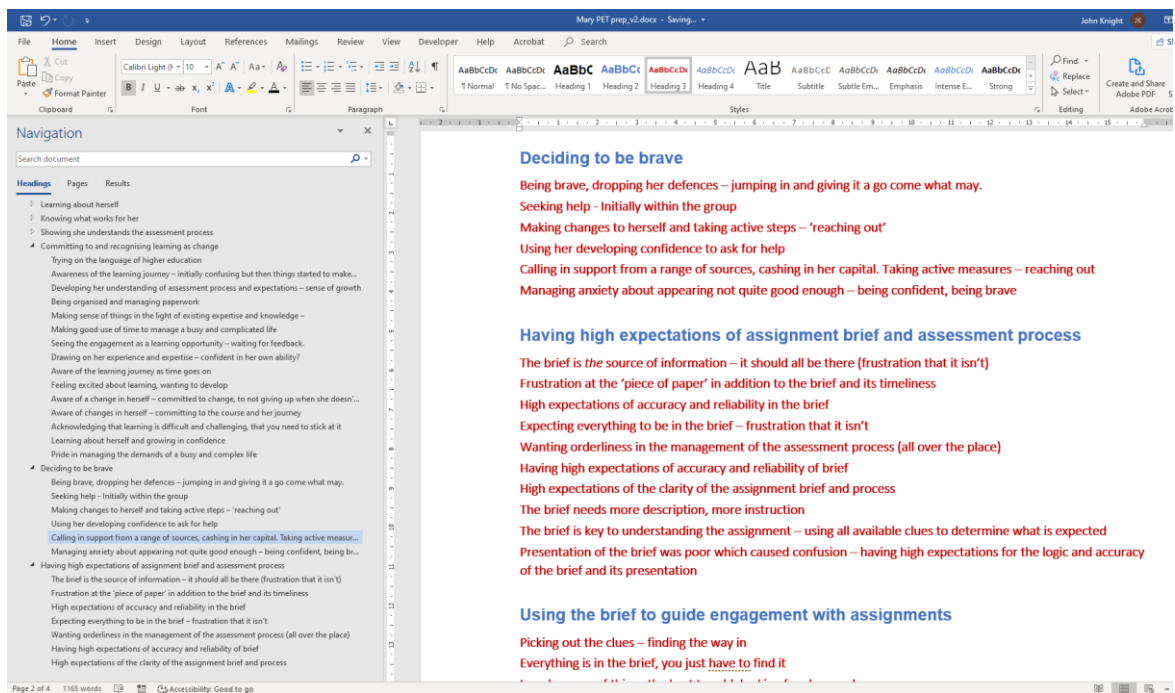 Mary PET prep_v2.docx - Saving...
John Knight JK
File Home Insert Design Layout References Mailings Review View Developer Help Acrobat Search
Paste
Cut
Copy
Format Painter
Clipboard
Calibri Light 10
Font
Paragraph
AaBbCcDc AaBbCcDc AaBbC AaBbCc AaBbCcDc AaBbCcDc AaB AaBbCcC AaBbCcDc AaBbCcDc AaBbCcDc AaBbCcDc
¶ Normal ¶ No Spac... Heading 1 Heading 2 Heading 3 Heading 4 Title Subtitle Subtle Em... Emphasis Intense E... Strong
Styles
Find
Replace
Select
Editing
Create and Share
Adobe PDF
Navigation
Search document
Headings Pages Results
Learning about herself
Knowing what works for her
Showing she understands the assessment process
Committing to and recognising learning as change
Trying on the language of higher education
Awareness of the learning journey – initially confusing but then things started to make...
Developing her understanding of assessment process and expectations – sense of growth
Being organised and managing paperwork
Making sense of things in the light of existing expertise and knowledge –
Making good use of time to manage a busy and complicated life
Seeing the engagement as a learning opportunity – waiting for feedback.
Drawing on her experience and expertise – confident in her own ability?
Aware of the learning journey as time goes on
Feeling excited about learning, wanting to develop
Aware of a change in herself – committed to change, to not giving up when she doesn'...
Aware of changes in herself – committing to the course and her journey
Acknowledging that learning is difficult and challenging, that you need to stick at it
Learning about herself and growing in confidence
Pride in managing the demands of a busy and complex life
Deciding to be brave
Being brave, dropping her defences – jumping in and giving it a go come what may.
Seeking help - Initially within the group
Making changes to herself and taking active steps – 'reaching out'
Using her developing confidence to ask for help
Calling in support from a range of sources, cashing in her capital. Taking active measur...
Managing anxiety about appearing not quite good enough – being confident, being br...
Having high expectations of assignment brief and assessment process
The brief is the source of information – it should all be there (frustration that it isn't)
Frustration at the 'piece of paper' in addition to the brief and its timeliness
High expectations of accuracy and reliability in the brief
Expecting everything to be in the brief – frustration that it isn't
Wanting orderliness in the management of the assessment process (all over the place)
Having high expectations of accuracy and reliability of brief
High expectations of the clarity of the assignment brief and process
Deciding to be brave
Being brave, dropping her defences – jumping in and giving it a go come what may.
Seeking help - Initially within the group
Making changes to herself and taking active steps – 'reaching out'
Using her developing confidence to ask for help
Calling in support from a range of sources, cashing in her capital. Taking active measures – reaching out
Managing anxiety about appearing not quite good enough – being confident, being brave
Having high expectations of assignment brief and assessment process
The brief is the source of information – it should all be there (frustration that it isn't)
Frustration at the 'piece of paper' in addition to the brief and its timeliness
High expectations of accuracy and reliability in the brief
Expecting everything to be in the brief – frustration that it isn't
Wanting orderliness in the management of the assessment process (all over the place)
Having high expectations of accuracy and reliability of brief
High expectations of the clarity of the assignment brief and process
The brief needs more description, more instruction
The brief is key to understanding the assignment – using all available clues to determine what is expected
Presentation of the brief was poor which caused confusion – having high expectations for the logic and accuracy
of the brief and its presentation
Using the brief to guide engagement with assignments
Picking out the clues – finding the way in
Everything is in the brief, you just have to find it
Page 2 of 4 1165 words Accessibility: Good to go